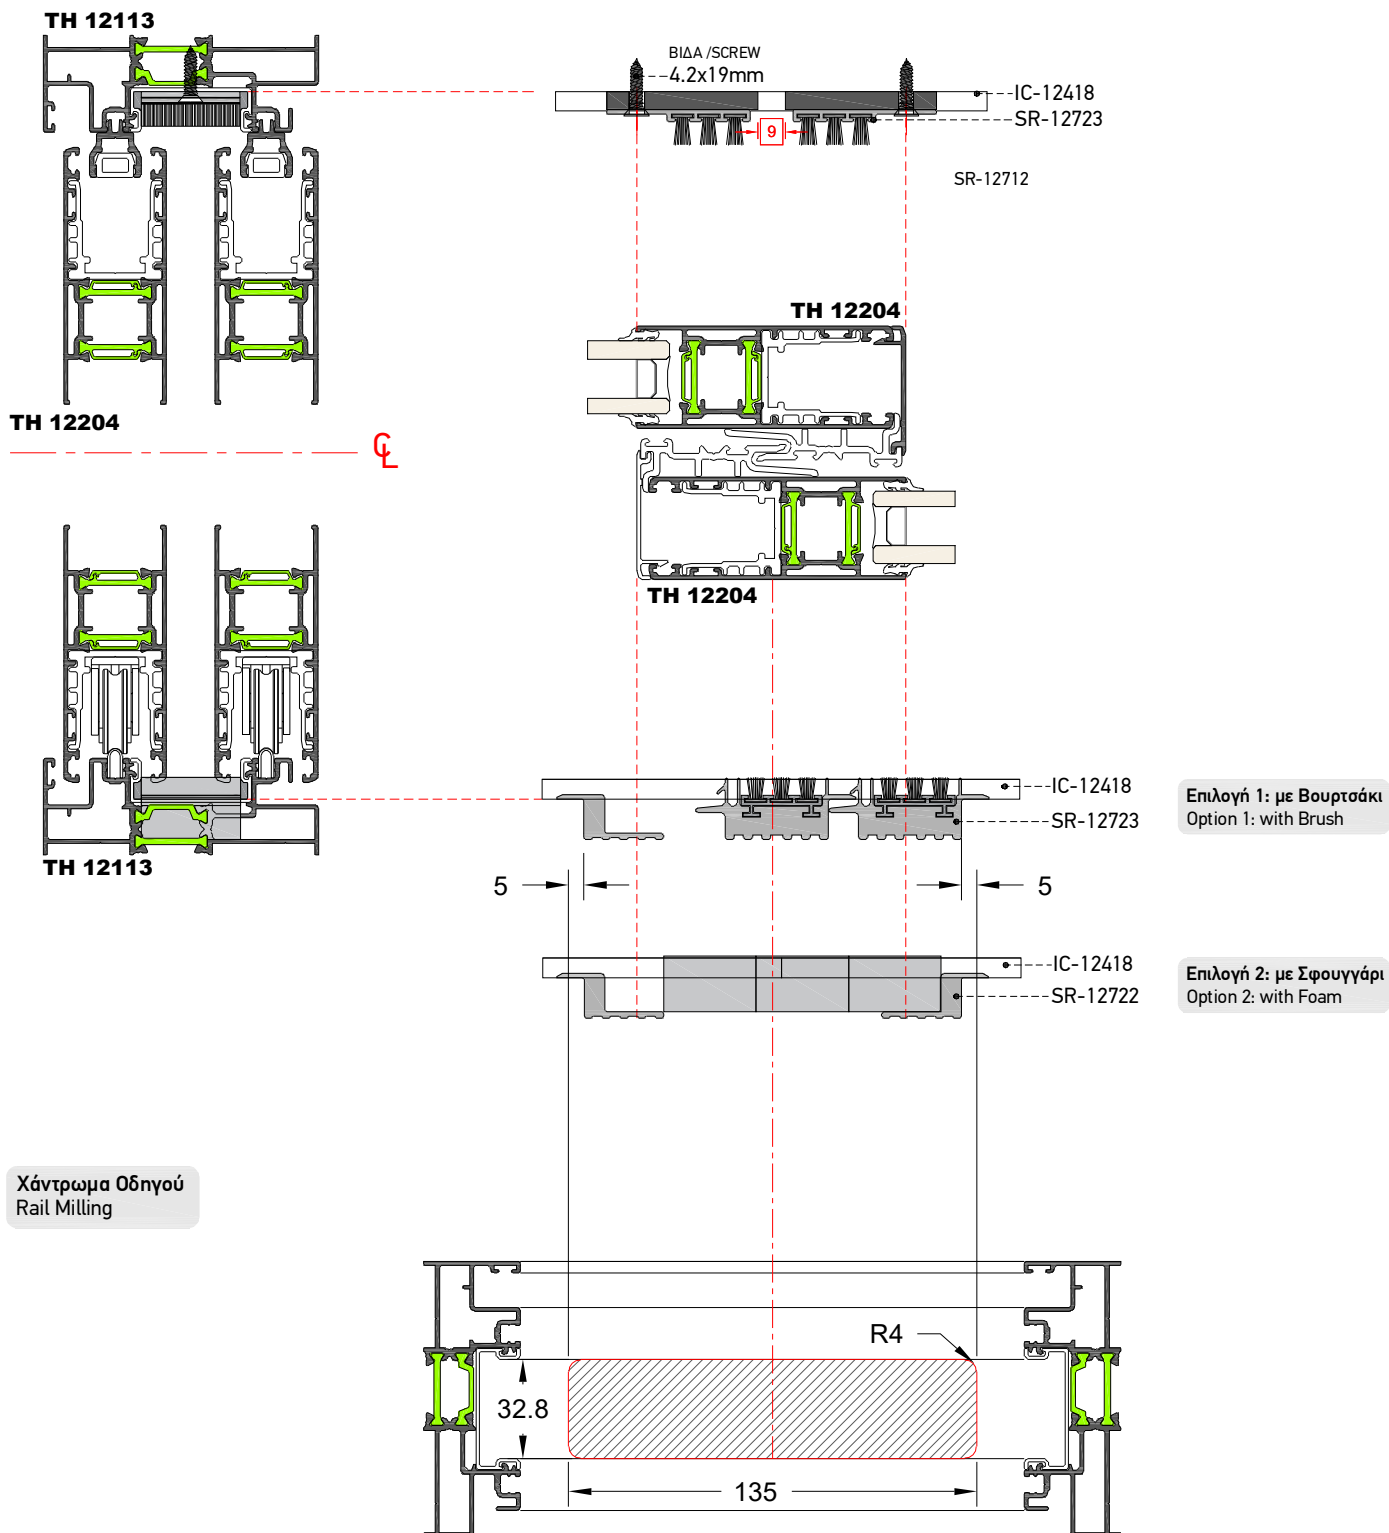 TH 12113
ΒΙΔΑ /SCREW
4.2x19mm
IC-12418
SR-12723
9
SR-12712
TH 12204
TH 12204
℄
TH 12204
IC-12418
SR-12723
Επιλογή 1: με Βουρτσάκι
Option 1: with Brush
TH 12113
5
5
IC-12418
SR-12722
Επιλογή 2: με Σφουγγάρι
Option 2: with Foam
Χάντρωμα Οδηγού
Rail Milling
R4
32.8
135